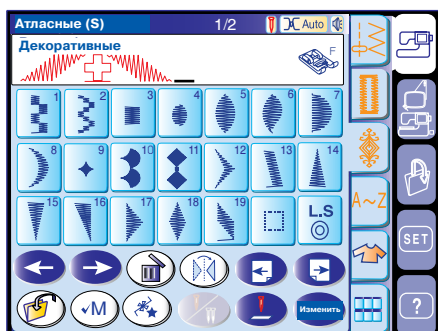 Атласные (S) 1/2 Auto
Декоративные
F
1 2 3 4 5 6 7
8 9 10 11 12 13 14
15 16 17 18 19 L.S
A~Z
SET
√M
Изменить
?